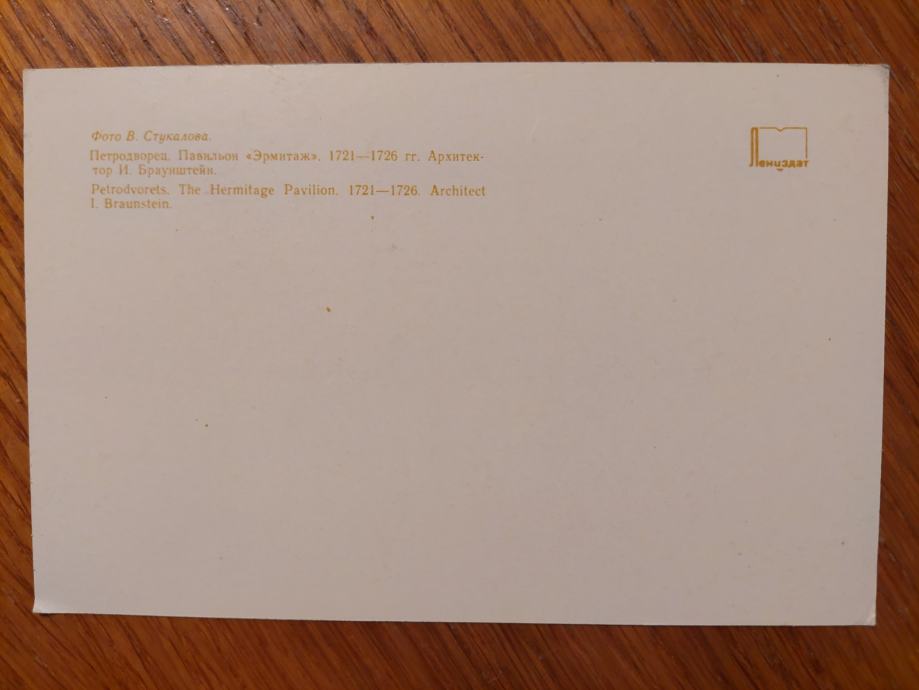 Фото В. Стукалова.
Петродворец. Павильон «Эрмитаж». 1721—1726 гг. Архитек-
тор И. Браунштейн.
Petrodvorets. The Hermitage Pavilion. 1721—1726. Architect
I. Braunstein.
Лениздат